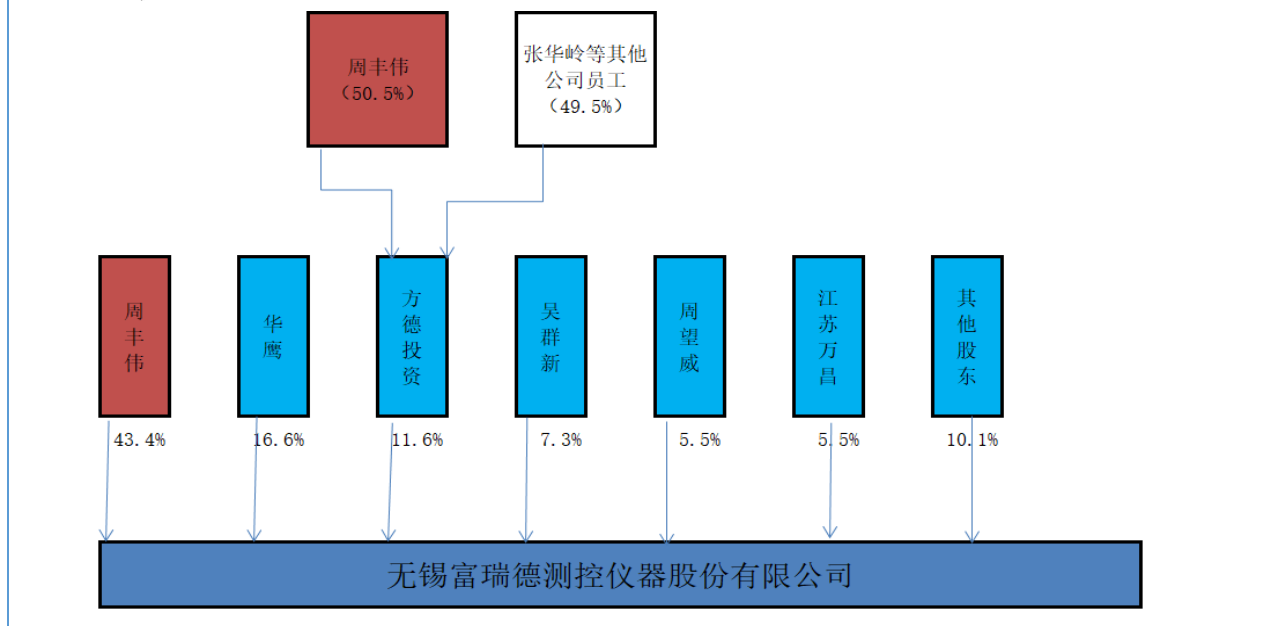 周丰伟
（50.5%）
张华岭等其他
公司员工
（49.5%）
周丰伟
华鹰
方德投资
吴群新
周望威
江苏万昌
其他股东
43.4%
16.6%
11.6%
7.3%
5.5%
5.5%
10.1%
无锡富瑞德测控仪器股份有限公司